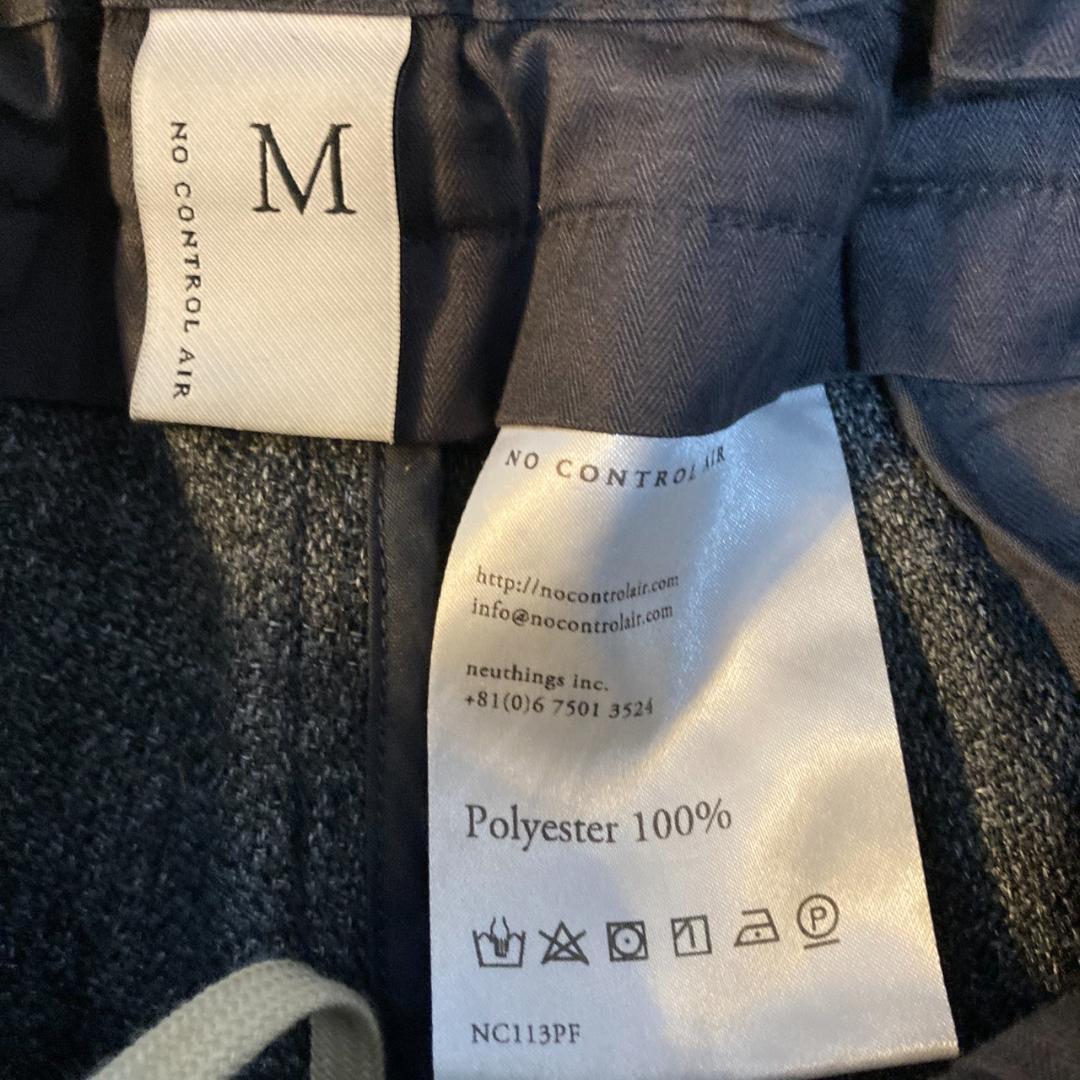 M
NO CONTROL AIR
NO CONTROL AIR
http://nocontrolair.com
info@nocontrolair.com
neuthings inc.
+81(0)6 7501 3524
Polyester 100%
P
NC113PF